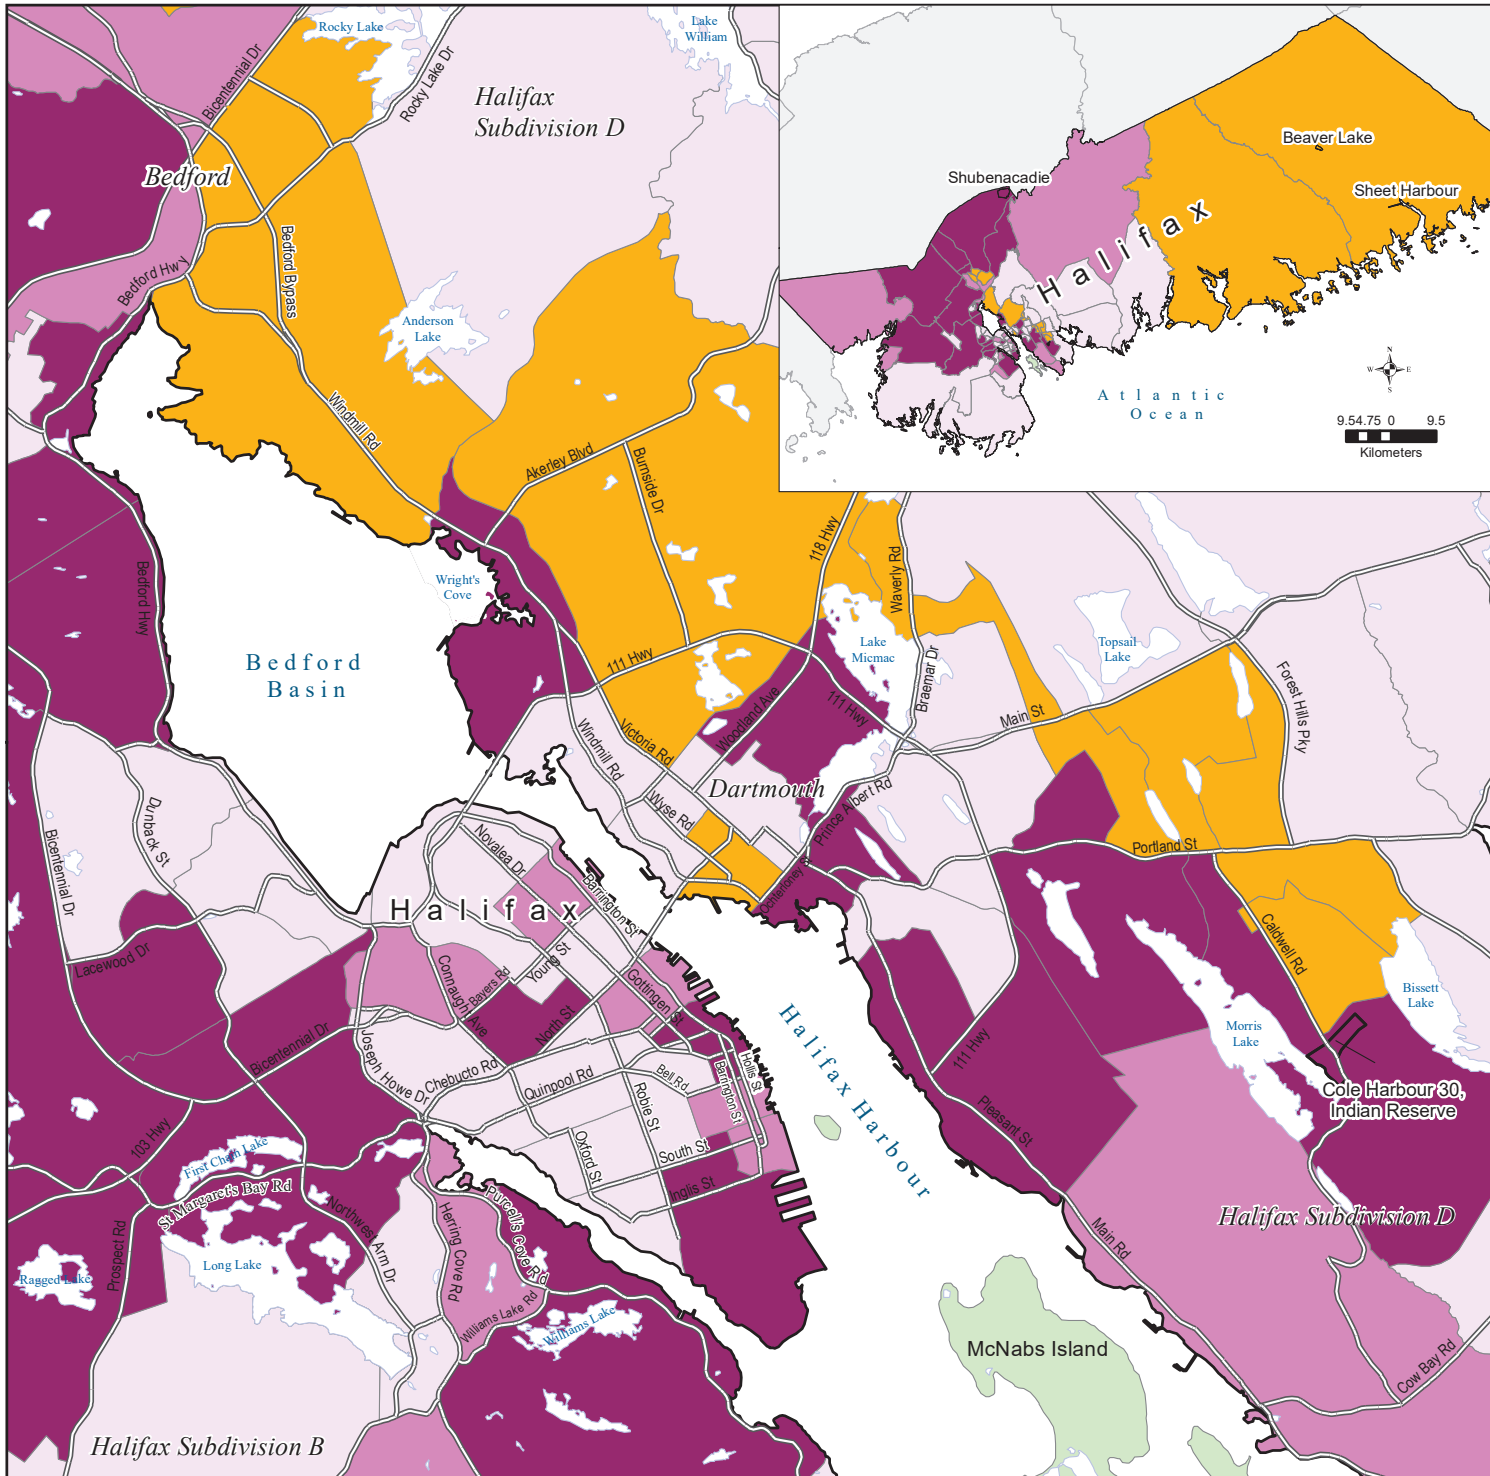 Rocky Lake
Lake
William
Bicentennial Dr
Rocky Lake Dr
Halifax
Subdivision D
Bedford
Bedford Hwy
Bedford Bypass
Anderson
Lake
Windmill Rd
Akerley Blvd
Burnside Dr
118 Hwy
Waverly Rd
Shubenacadie
Beaver Lake
Sheet Harbour
Halifax
Atlantic
Ocean
N
W
E
S
9.5 4.75 0 9.5
Kilometers
Bedford Hwy
Wright's
Cove
Bedford
Basin
Lake
Micmac
Topsail
Lake
111 Hwy
Braemar Dr
Forest Hills Pky
Woodland Ave
111 Hwy
Main St
Victoria Rd
Windmill Rd
Wyse Rd
Dartmouth
Prince Albert Rd
Portland St
Ochterloney St
Dunback St
Bicentennial Dr
Novalea Dr
Barrington St
Halifax
Lacewood Dr
Connaught Ave
Bayers Rd
Young St
Gottingen St
North St
Caldwell Rd
Bissett
Lake
Morris
Lake
Halifax Harbour
111 Hwy
Bicentennial Dr
Joseph Howe Dr
Chebucto Rd
Quinpool Rd
Bell Rd
Robie St
Barrington St
Hollis St
Oxford St
South St
Inglis St
Pleasant St
Cole Harbour 30,
Indian Reserve
103 Hwy
First Chain Lake
St Margaret's Bay Rd
Northwest Arm Dr
Herring Cove Rd
Purcell's Cove Rd
Prospect Rd
Long Lake
Ragged Lake
Williams Lake Rd
Williams Lake
Main Rd
Halifax Subdivision D
McNabs Island
Cow Bay Rd
Halifax Subdivision B